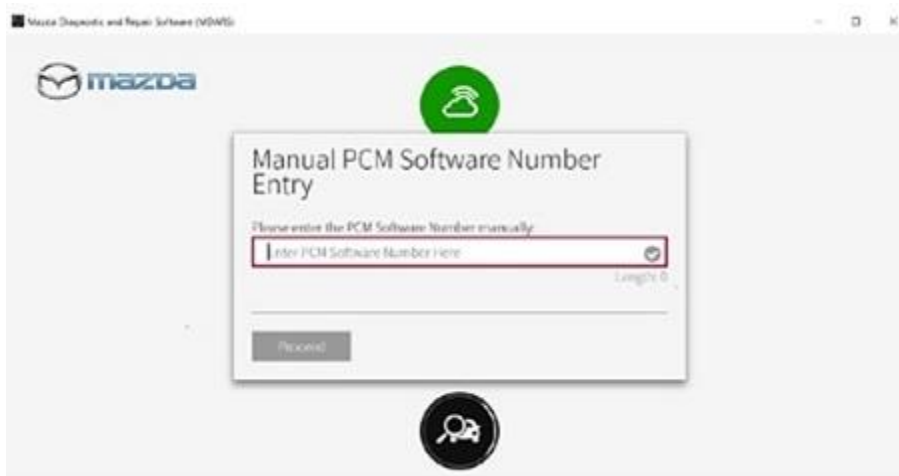 Mazda Diagnostic and Repair Software (MDARS)
mazda
Manual PCM Software Number
Entry
Please enter the PCM Software Number manually:
Enter PCM Software Number Here
Length: 0
Proceed